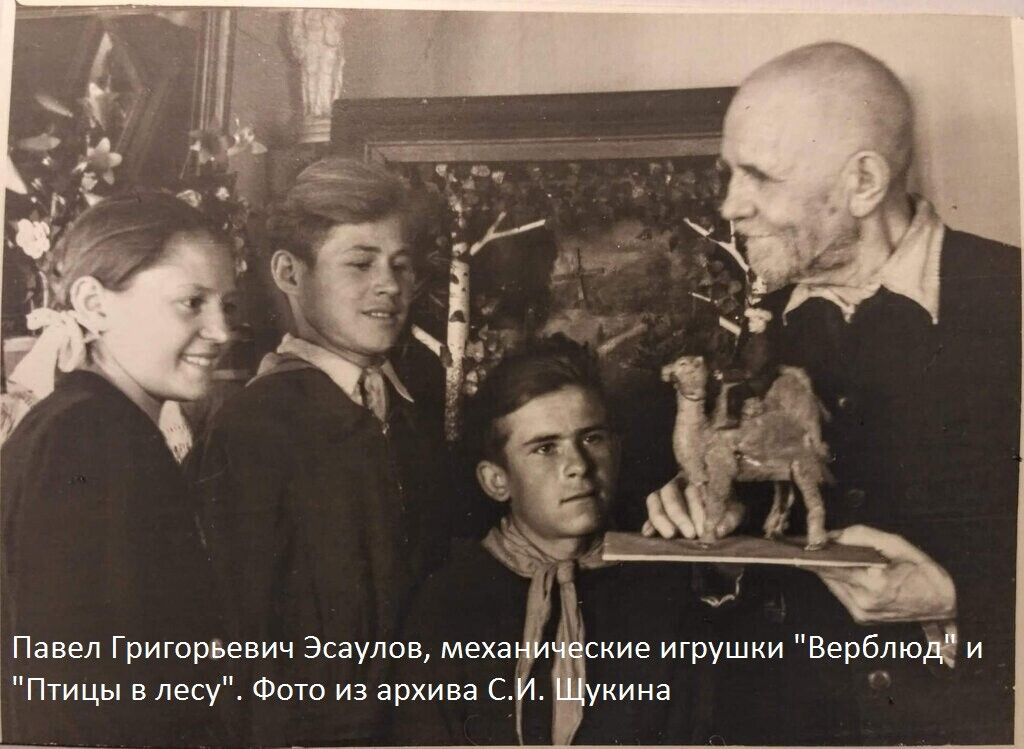 Павел Григорьевич Эсаулов, механические игрушки "Верблюд" и
"Птицы в лесу". Фото из архива С.И. Щукина